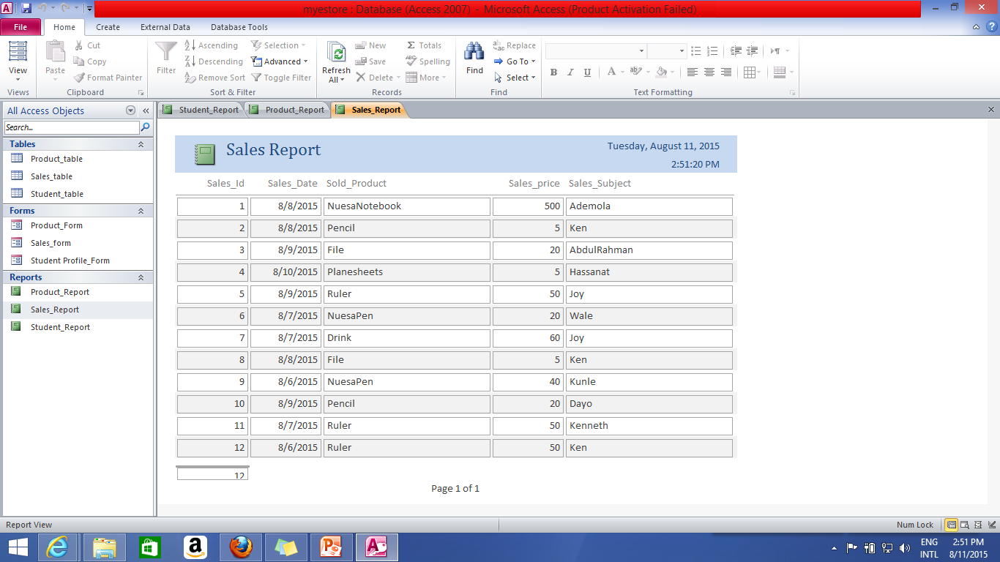 myestore : Database (Access 2007) - Microsoft Access (Product Activation Failed)
File Home Create External Data Database Tools
View
Views
Paste
Cut
Copy
Format Painter
Clipboard
Filter
Ascending
Descending
Remove Sort
Selection
Advanced
Toggle Filter
Sort & Filter
Refresh
All
New
Save
Delete
Totals
Spelling
More
Records
Find
Replace
Go To
Select
Find
B I U A ab
Text Formatting
All Access Objects
Search...
Tables
Product_table
Sales_table
Student_table
Forms
Product_Form
Sales_form
Student Profile_Form
Reports
Product_Report
Sales_Report
Student_Report
Student_Report Product_Report Sales_Report
Sales Report
Tuesday, August 11, 2015
2:51:20 PM
Sales_Id Sales_Date Sold_Product Sales_price Sales_Subject
1 8/8/2015 NuesaNotebook 500 Ademola
2 8/8/2015 Pencil 5 Ken
3 8/9/2015 File 20 AbdulRahman
4 8/10/2015 Planesheets 5 Hassanat
5 8/9/2015 Ruler 50 Joy
6 8/7/2015 NuesaPen 20 Wale
7 8/7/2015 Drink 60 Joy
8 8/8/2015 File 5 Ken
9 8/6/2015 NuesaPen 40 Kunle
10 8/9/2015 Pencil 20 Dayo
11 8/7/2015 Ruler 50 Kenneth
12 8/6/2015 Ruler 50 Ken
12
Page 1 of 1
Report View
Num Lock
ENG
INTL
2:51 PM
8/11/2015